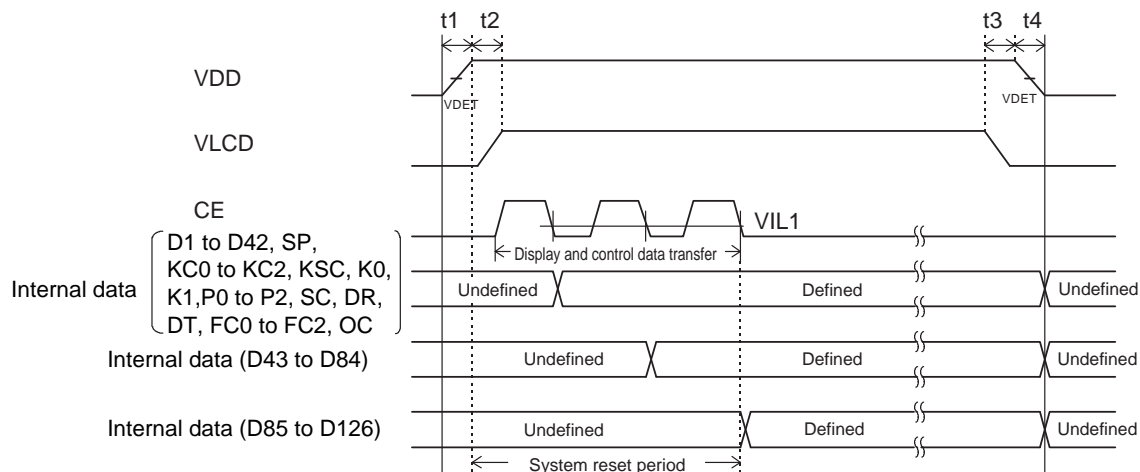 t1 t2 t3 t4
VDD
VDET VDET
VLCD
CE
VIL1
D1 to D42, SP,
Display and control data transfer
KC0 to KC2, KSC, K0,
Internal data
K1,P0 to P2, SC, DR,
Undefined Defined Undefined
DT, FC0 to FC2, OC
Internal data (D43 to D84) Undefined Defined Undefined
Internal data (D85 to D126) Undefined Defined Undefined
System reset period